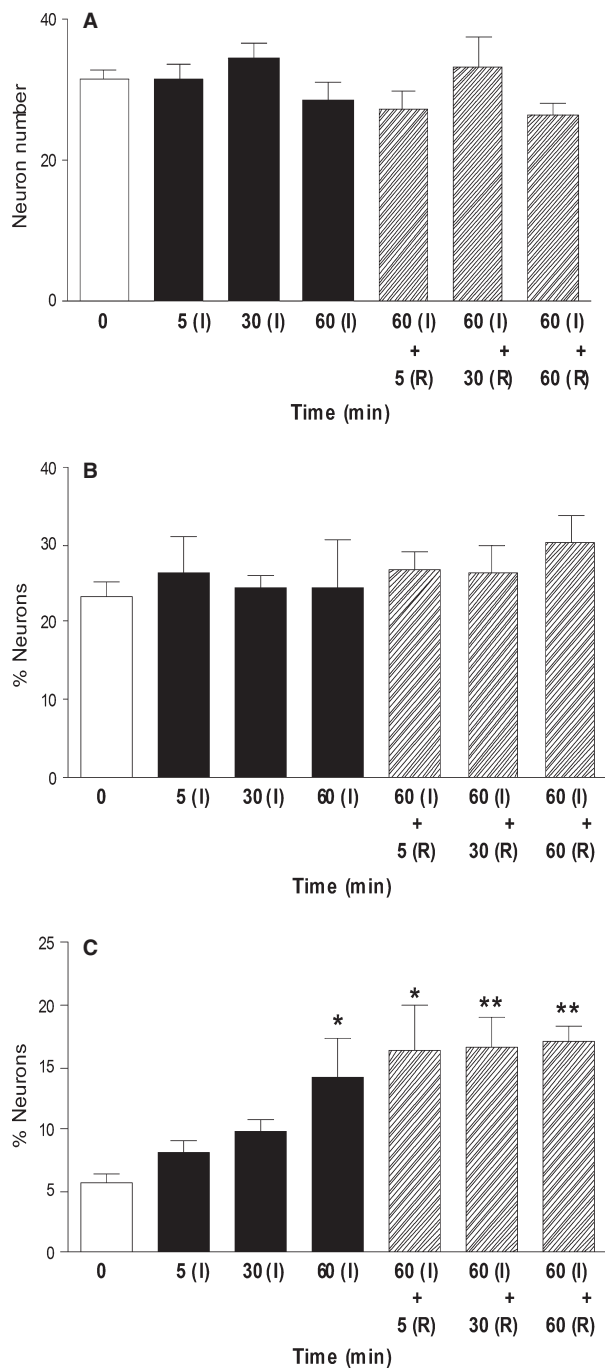 A
Neuron number
40
20
0
0 5 (I) 30 (I) 60 (I) 60 (I) 60 (I) 60 (I)
+ + +
5 (R) 30 (R) 60 (R)
Time (min)
B
% Neurons
40
30
20
10
0
0 5 (I) 30 (I) 60 (I) 60 (I) 60 (I) 60 (I)
+ + +
5 (R) 30 (R) 60 (R)
Time (min)
C
% Neurons
25
20
15
10
5
0
* * ** **
0 5 (I) 30 (I) 60 (I) 60 (I) 60 (I) 60 (I)
+ + +
5 (R) 30 (R) 60 (R)
Time (min)